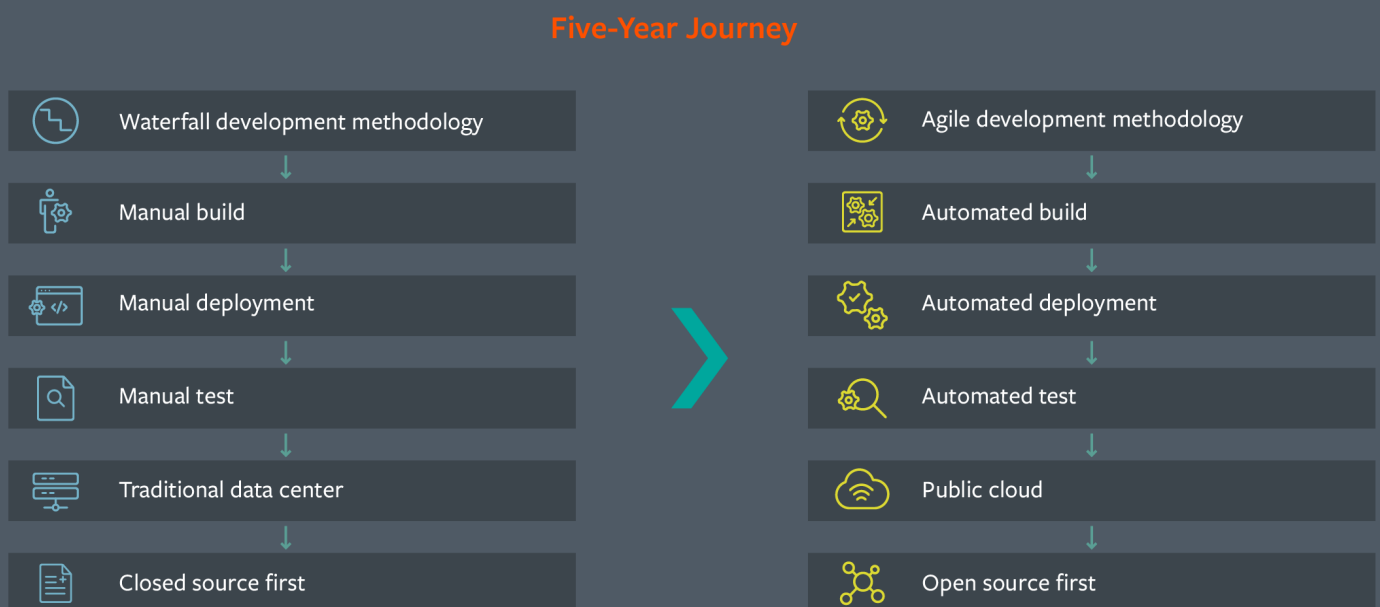 Five-Year Journey
Waterfall development methodology
Manual build
Manual deployment
Manual test
Traditional data center
Closed source first
Agile development methodology
Automated build
Automated deployment
Automated test
Public cloud
Open source first